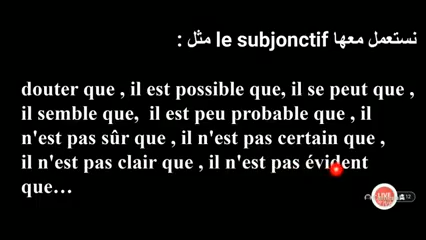 نستعمل معها le subjonctif مثل :
douter que , il est possible que, il se peut que ,
il semble que, il est peu probable que , il
n'est pas sûr que , il n'est pas certain que ,
il n'est pas clair que , il n'est pas évident
que...
LIVE
12